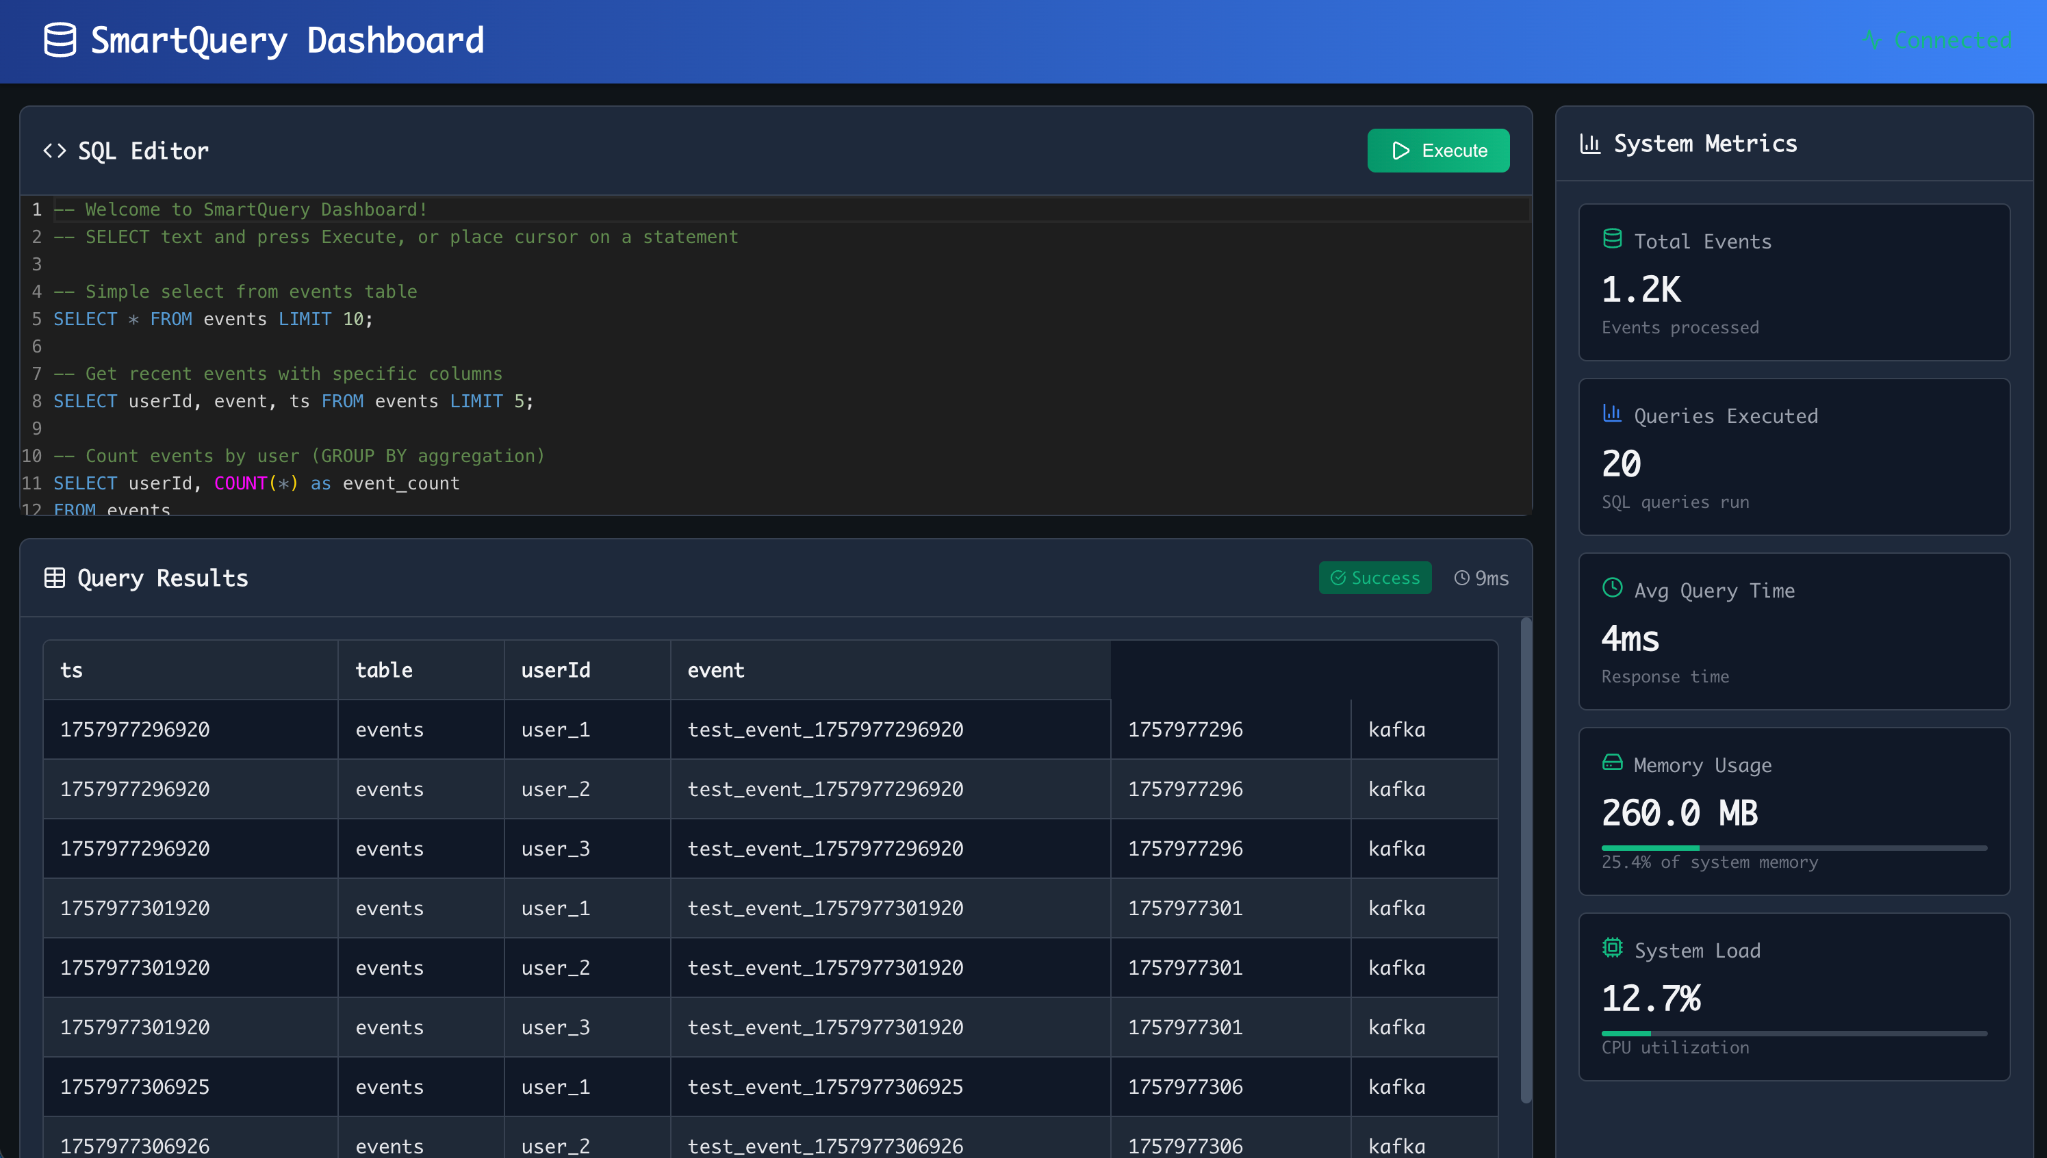 SmartQuery Dashboard
Connected
<> SQL Editor
Execute
1 -- Welcome to SmartQuery Dashboard!
2 -- SELECT text and press Execute, or place cursor on a statement
3
4 -- Simple select from events table
5 SELECT * FROM events LIMIT 10;
6
7 -- Get recent events with specific columns
8 SELECT userId, event, ts FROM events LIMIT 5;
9
10 -- Count events by user (GROUP BY aggregation)
11 SELECT userId, COUNT(*) as event_count
12 FROM events
Query Results
Success 9ms
ts table userId event
1757977296920 events user_1 test_event_1757977296920 1757977296 kafka
1757977296920 events user_2 test_event_1757977296920 1757977296 kafka
1757977296920 events user_3 test_event_1757977296920 1757977296 kafka
1757977301920 events user_1 test_event_1757977301920 1757977301 kafka
1757977301920 events user_2 test_event_1757977301920 1757977301 kafka
1757977301920 events user_3 test_event_1757977301920 1757977301 kafka
1757977306925 events user_1 test_event_1757977306925 1757977306 kafka
1757977306926 events user_2 test_event_1757977306926 1757977306 kafka
System Metrics
Total Events
1.2K
Events processed
Queries Executed
20
SQL queries run
Avg Query Time
4ms
Response time
Memory Usage
260.0 MB
25.4% of system memory
System Load
12.7%
CPU utilization